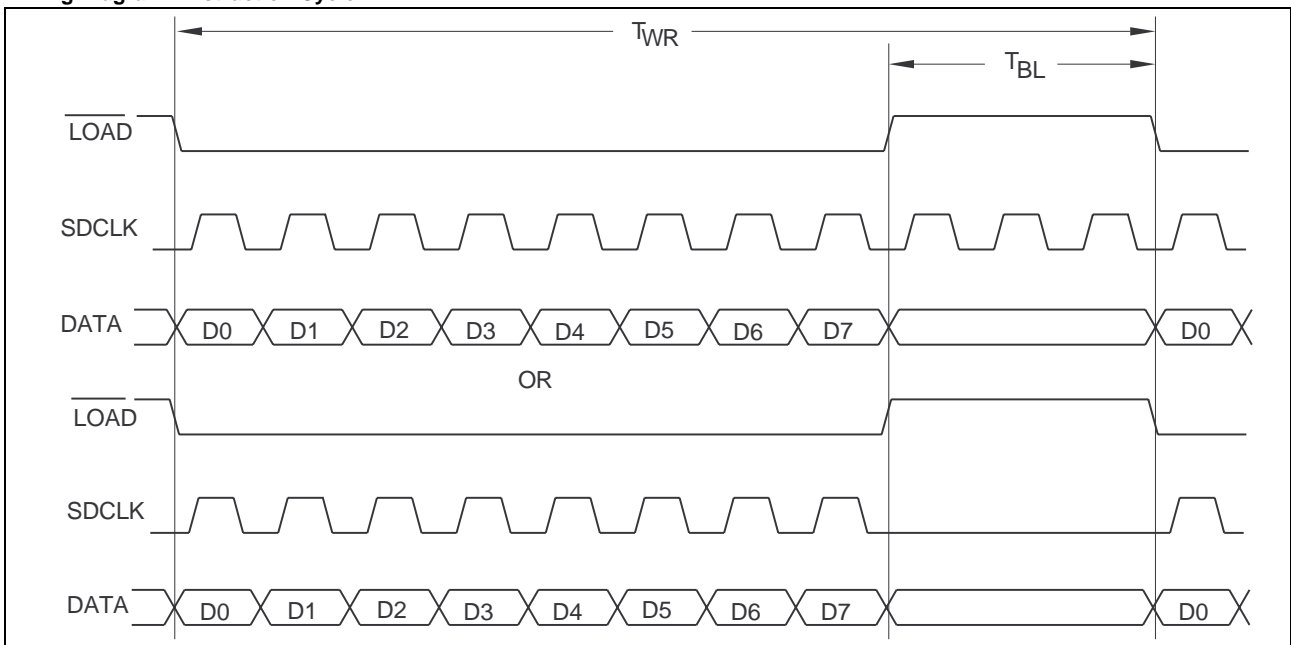 TWR
TBL
LOAD
SDCLK
DATA D0 D1 D2 D3 D4 D5 D6 D7 D0
OR
LOAD
SDCLK
DATA D0 D1 D2 D3 D4 D5 D6 D7 D0